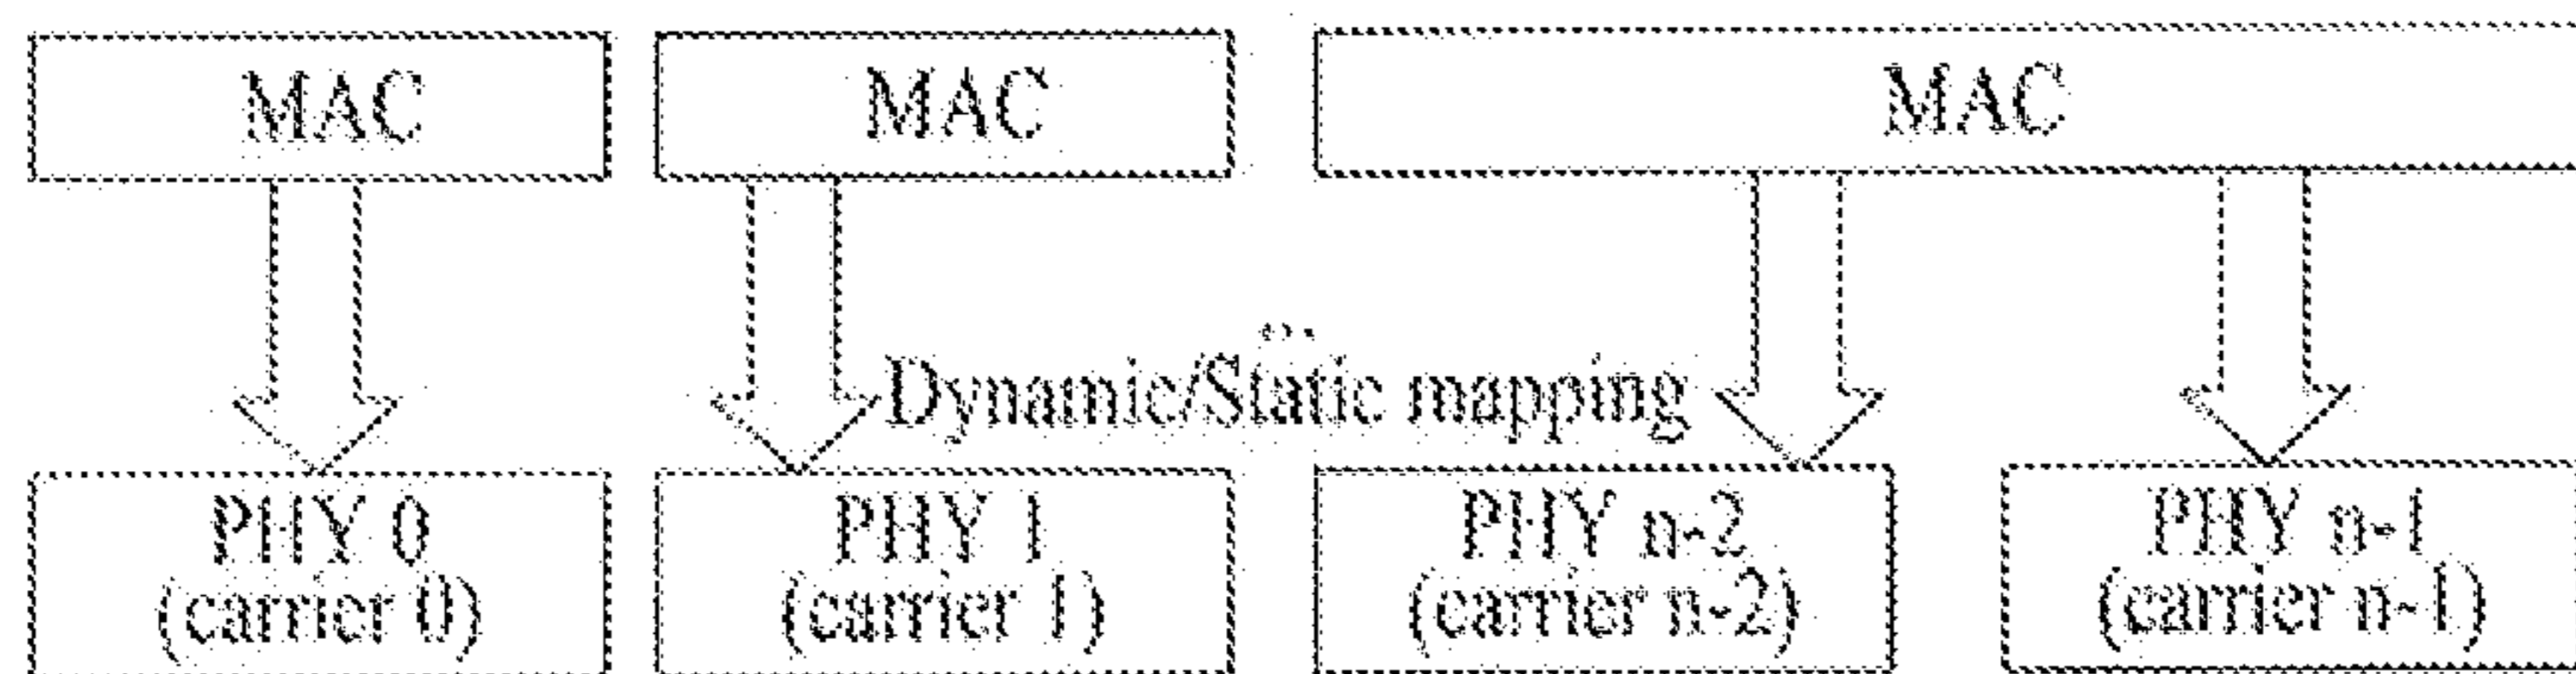 MAC
MAC
MAC
...
Dynamic/Static mapping
PHY 0
(carrier 0)
PHY 1
(carrier 1)
PHY n-2
(carrier n-2)
PHY n-1
(carrier n-1)